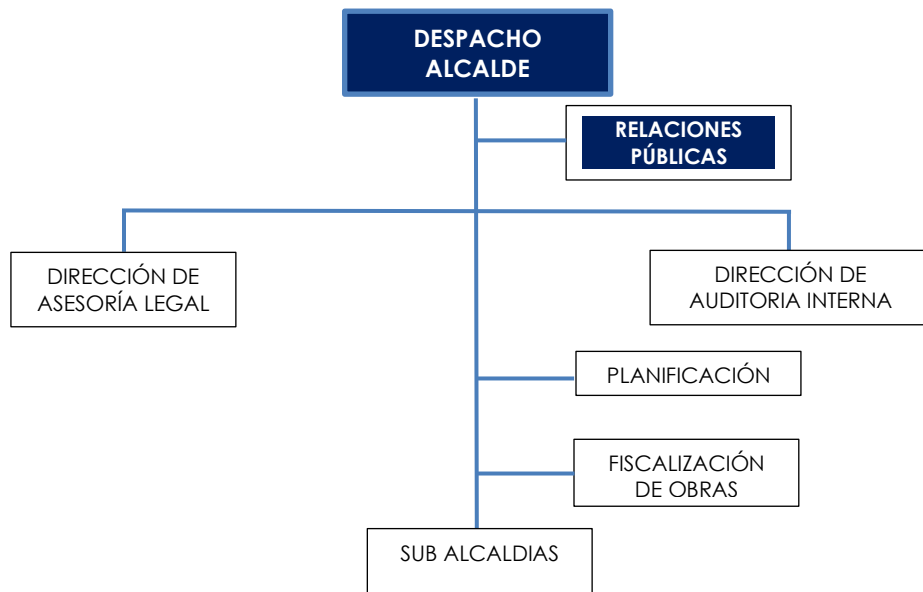 DESPACHO
ALCALDE
RELACIONES
PÚBLICAS
DIRECCIÓN DE
ASESORÍA LEGAL
DIRECCIÓN DE
AUDITORIA INTERNA
PLANIFICACIÓN
FISCALIZACIÓN
DE OBRAS
SUB ALCALDIAS